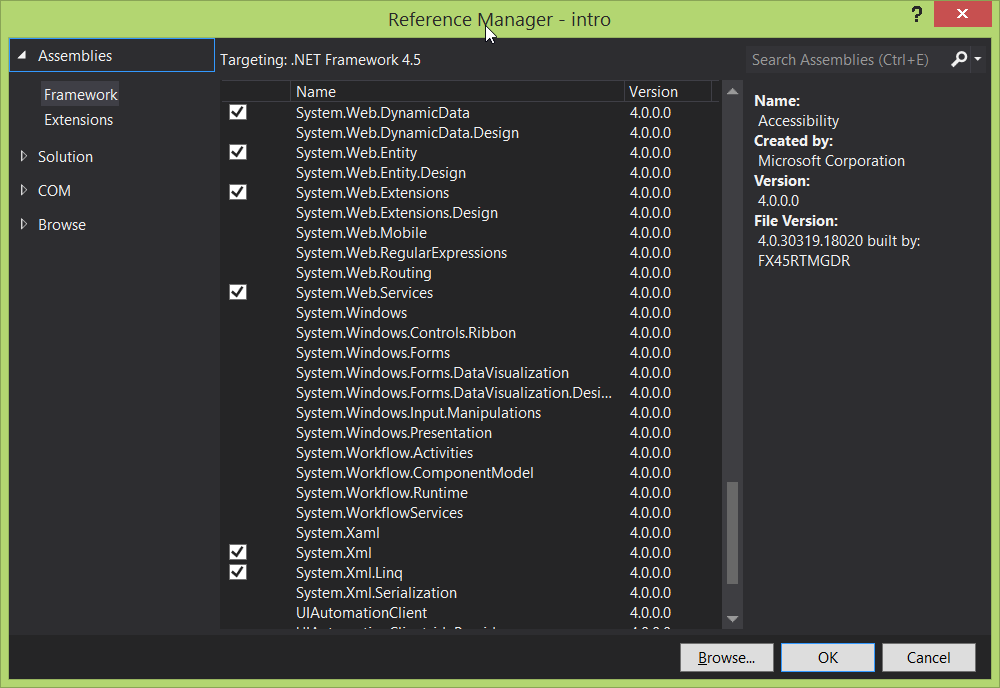 Reference Manager - intro
?
Assemblies
Framework
Extensions
Solution
COM
Browse
Targeting: .NET Framework 4.5
Name Version
System.Web.DynamicData 4.0.0.0
System.Web.DynamicData.Design 4.0.0.0
System.Web.Entity 4.0.0.0
System.Web.Entity.Design 4.0.0.0
System.Web.Extensions 4.0.0.0
System.Web.Extensions.Design 4.0.0.0
System.Web.Mobile 4.0.0.0
System.Web.RegularExpressions 4.0.0.0
System.Web.Routing 4.0.0.0
System.Web.Services 4.0.0.0
System.Windows 4.0.0.0
System.Windows.Controls.Ribbon 4.0.0.0
System.Windows.Forms 4.0.0.0
System.Windows.Forms.DataVisualization 4.0.0.0
System.Windows.Forms.DataVisualization.Desi... 4.0.0.0
System.Windows.Input.Manipulations 4.0.0.0
System.Windows.Presentation 4.0.0.0
System.Workflow.Activities 4.0.0.0
System.Workflow.ComponentModel 4.0.0.0
System.Workflow.Runtime 4.0.0.0
System.WorkflowServices 4.0.0.0
System.Xaml 4.0.0.0
System.Xml 4.0.0.0
System.Xml.Linq 4.0.0.0
System.Xml.Serialization 4.0.0.0
UIAutomationClient 4.0.0.0
Search Assemblies (Ctrl+E)
Name:
Accessibility
Created by:
Microsoft Corporation
Version:
4.0.0.0
File Version:
4.0.30319.18020 built by:
FX45RTMGDR
Browse... OK Cancel